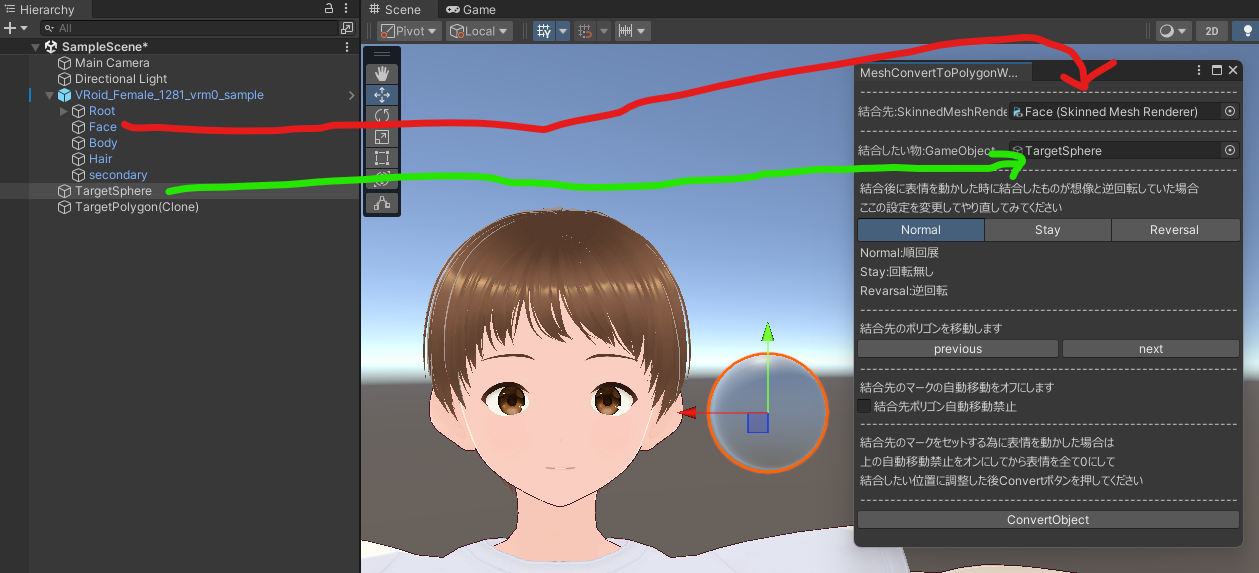 Hierarchy
All
SampleScene*
Main Camera
Directional Light
VRoid_Female_1281_vrm0_sample
Root
Face
Body
Hair
secondary
TargetSphere
TargetPolygon(Clone)
Scene
Game
Pivot
Local
2D
MeshConvertToPolygonW...
結合先:SkinnedMeshRende
Face (Skinned Mesh Renderer)
結合したい物:GameObject
TargetSphere
結合後に表情を動かした時に結合したものが想像と逆回転していた場合
ここの設定を変更してやり直してみてください
Normal
Stay
Reversal
Normal:順回展
Stay:回転無し
Revarsal:逆回転
結合先のポリゴンを移動します
previous
next
結合先のマークの自動移動をオフにします
結合先ポリゴン自動移動禁止
結合先のマークをセットする為に表情を動かした場合は
上の自動移動禁止をオンにしてから表情を全て0にして
結合したい位置に調整した後Convertボタンを押してください
ConvertObject